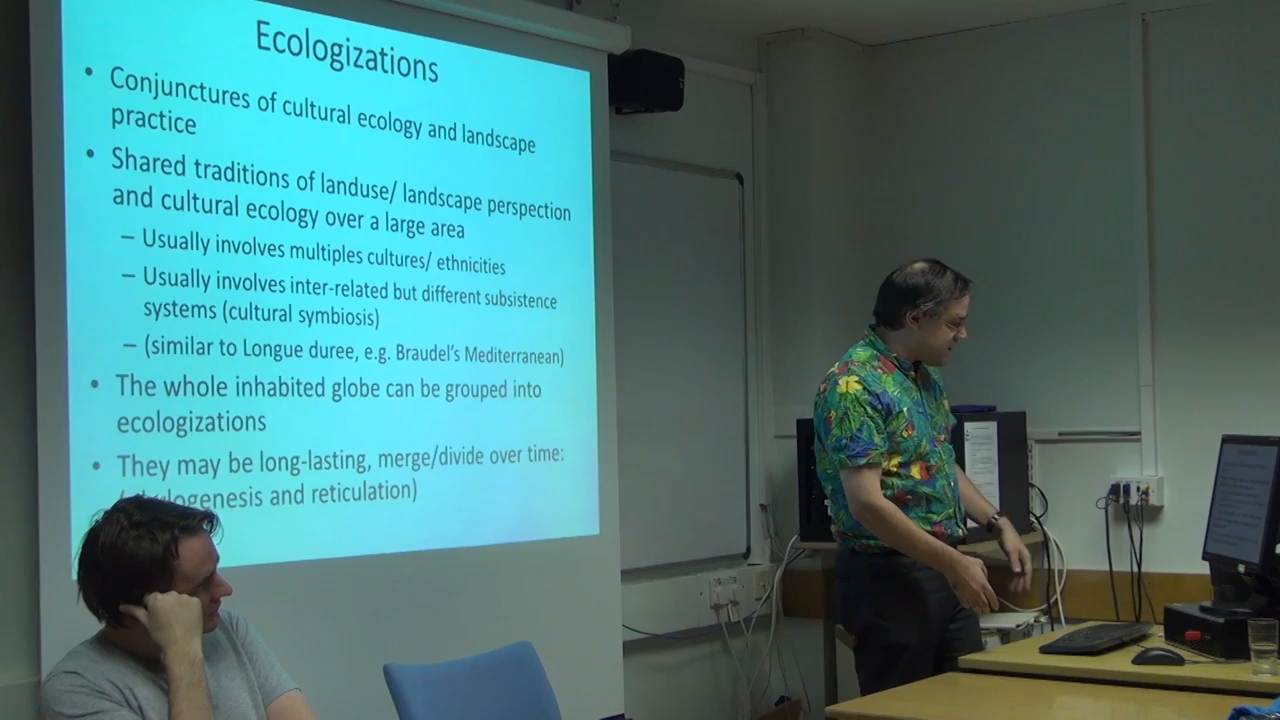 Ecologizations
• Conjunctures of cultural ecology and landscape
practice
• Shared traditions of landuse/ landscape perspection
and cultural ecology over a large area
– Usually involves multiple cultures/ ethnicities
– Usually involves inter-related but different subsistence
systems (cultural symbiosis)
– (similar to Longue duree, e.g. Braudel's Mediterranean)
• The whole inhabited globe can be grouped into
ecologizations
• They may be long-lasting, merge/divide over time:
and reticulation)